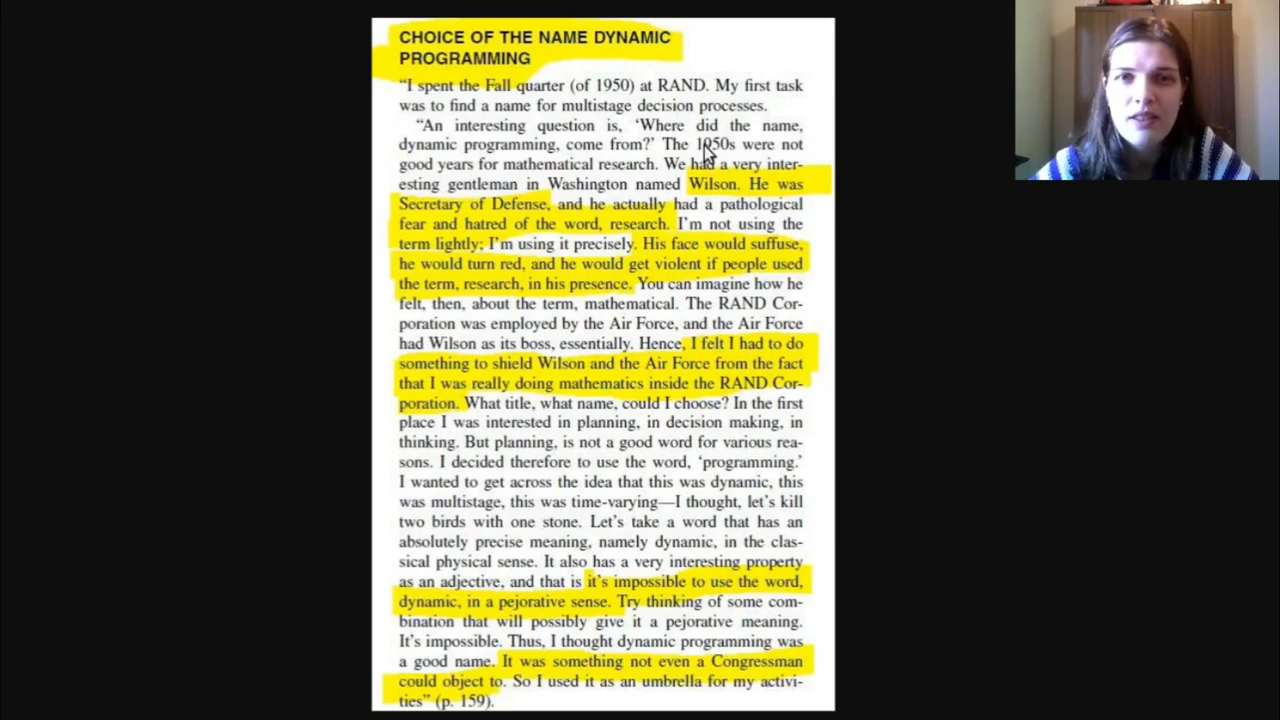 CHOICE OF THE NAME DYNAMIC
PROGRAMMING
“I spent the Fall quarter (of 1950) at RAND. My first task
was to find a name for multistage decision processes.
“An interesting question is, ‘Where did the name,
dynamic programming, come from?’ The 1950s were not
good years for mathematical research. We had a very inter-
esting gentleman in Washington named Wilson. He was
Secretary of Defense, and he actually had a pathological
fear and hatred of the word, research. I’m not using the
term lightly; I’m using it precisely. His face would suffuse,
he would turn red, and he would get violent if people used
the term, research, in his presence. You can imagine how he
felt, then, about the term, mathematical. The RAND Cor-
poration was employed by the Air Force, and the Air Force
had Wilson as its boss, essentially. Hence, I felt I had to do
something to shield Wilson and the Air Force from the fact
that I was really doing mathematics inside the RAND Cor-
poration. What title, what name, could I choose? In the first
place I was interested in planning, in decision making, in
thinking. But planning, is not a good word for various rea-
sons. I decided therefore to use the word, ‘programming.’
I wanted to get across the idea that this was dynamic, this
was multistage, this was time-varying—I thought, let’s kill
two birds with one stone. Let’s take a word that has an
absolutely precise meaning, namely dynamic, in the clas-
sical physical sense. It also has a very interesting property
as an adjective, and that is it’s impossible to use the word,
dynamic, in a pejorative sense. Try thinking of some com-
bination that will possibly give it a pejorative meaning.
It’s impossible. Thus, I thought dynamic programming was
a good name. It was something not even a Congressman
could object to. So I used it as an umbrella for my activi-
ties” (p. 159).